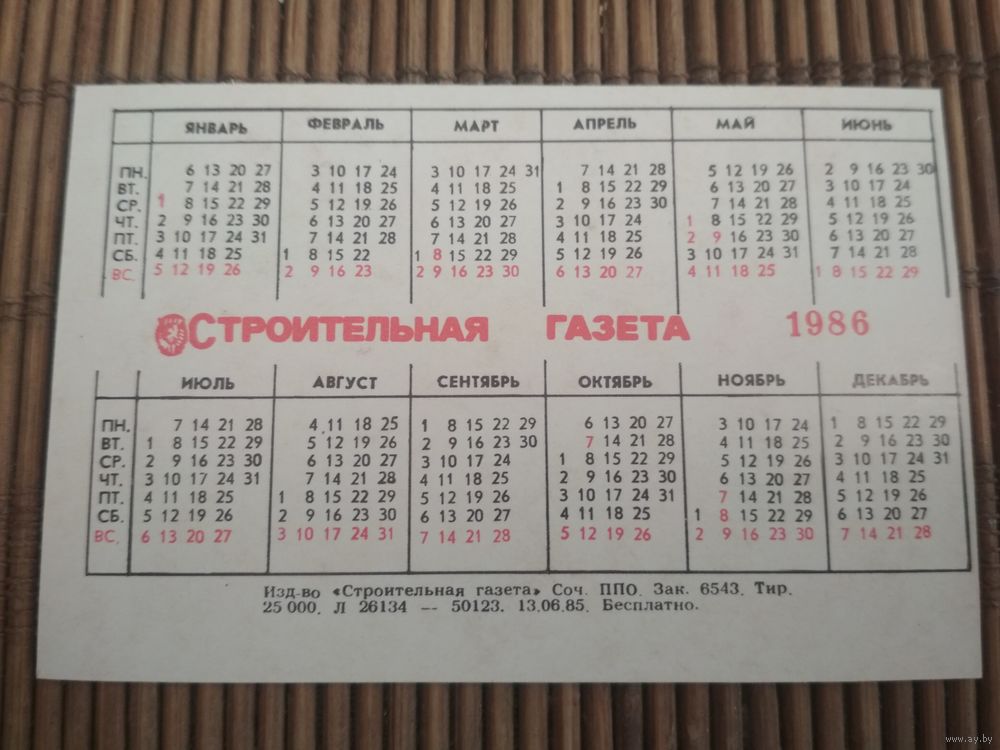 ЯНВАРЬ ФЕВРАЛЬ МАРТ АПРЕЛЬ МАЙ ИЮНЬ
ПН. 6 13 20 27 3 10 17 24 3 10 17 24 31 7 14 21 28 5 12 19 26 2 9 16 23 30
ВТ. 7 14 21 28 4 11 18 25 4 11 18 25 1 8 15 22 29 6 13 20 27 3 10 17 24
СР. 1 8 15 22 29 5 12 19 26 5 12 19 26 2 9 16 23 30 7 14 21 28 4 11 18 25
ЧТ. 2 9 16 23 30 6 13 20 27 6 13 20 27 3 10 17 24 1 8 15 22 29 5 12 19 26
ПТ. 3 10 17 24 31 7 14 21 28 7 14 21 28 4 11 18 25 2 9 16 23 30 6 13 20 27
СБ. 4 11 18 25 1 8 15 22 1 8 15 22 29 5 12 19 26 3 10 17 24 31 7 14 21 28
ВС. 5 12 19 26 2 9 16 23 2 9 16 23 30 6 13 20 27 4 11 18 25 1 8 15 22 29
СТРОИТЕЛЬНАЯ ГАЗЕТА 1986
ИЮЛЬ АВГУСТ СЕНТЯБРЬ ОКТЯБРЬ НОЯБРЬ ДЕКАБРЬ
ПН. 7 14 21 28 4 11 18 25 1 8 15 22 29 6 13 20 27 3 10 17 24 1 8 15 22 29
ВТ. 1 8 15 22 29 5 12 19 26 2 9 16 23 30 7 14 21 28 4 11 18 25 2 9 16 23 30
СР. 2 9 16 23 30 6 13 20 27 3 10 17 24 1 8 15 22 29 5 12 19 26 3 10 17 24 31
ЧТ. 3 10 17 24 31 7 14 21 28 4 11 18 25 2 9 16 23 30 6 13 20 27 4 11 18 25
ПТ. 4 11 18 25 1 8 15 22 29 5 12 19 26 3 10 17 24 31 7 14 21 28 5 12 19 26
СБ. 5 12 19 26 2 9 16 23 30 6 13 20 27 4 11 18 25 1 8 15 22 29 6 13 20 27
ВС. 6 13 20 27 3 10 17 24 31 7 14 21 28 5 12 19 26 2 9 16 23 30 7 14 21 28
Изд-во «Строительная газета» Соч. ППО. Зак. 6543. Тир.
25 000. Л 26134 — 50123. 13.06.85. Бесплатно.
www.ay.by